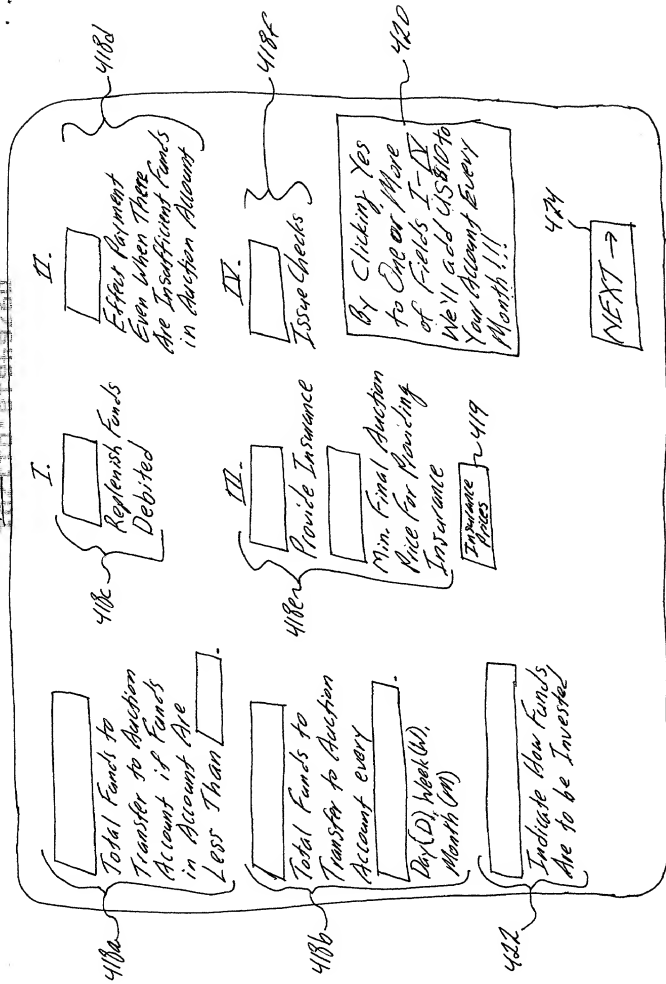 418a
Total Funds to
Transfer to Auction
Account if Funds
in Account Are
Less Than .
418b
Total Funds to
Transfer to Auction
Account every
.
Day(D), Week(W),
Month(M)
422
Indicate How Funds
Are to be Invested
I.
418c
Replenish Funds
Debited
II.
418d
Effect Payment
Even When There
Are Insufficient Funds
in Auction Account
III.
418e
Provide Insurance
Min. Final Auction
Price For Providing
Insurance
Insurance
Prices
419
IV.
418f
Issue Checks
By Clicking Yes
to One or More
of Fields I-IV
We'll add US$10 to
Your Account Every
Month!!!
420
NEXT →
424